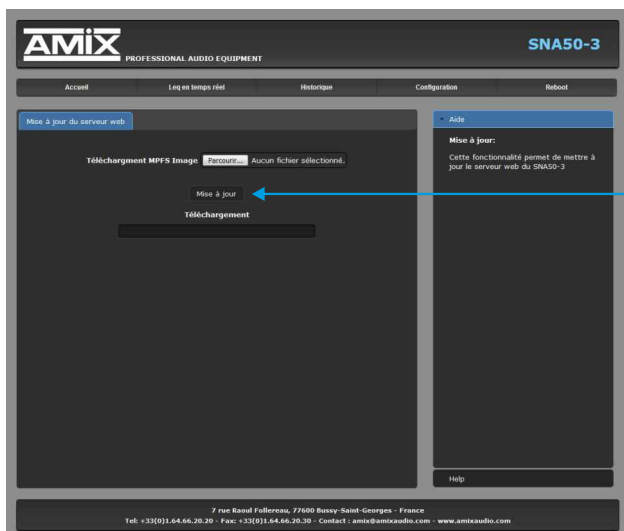 AMIX
PROFESSIONAL AUDIO EQUIPMENT
SNA50-3
Accueil Leq en temps réel Historique Configuration Reboot
Mise à jour du serveur web
Téléchargment MPFS Image Parcourir... Aucun fichier sélectionné.
Mise à jour
Téléchargement
Aide
Mise à jour:
Cette fonctionnalité permet de mettre à
jour le serveur web du SNA50-3
Help
7 rue Raoul Follereau, 77600 Bussy-Saint-Georges - France
Tel: +33(0)1.64.66.20.20 - Fax: +33(0)1.64.66.20.30 - Contact : amix@amixaudio.com - www.amixaudio.com